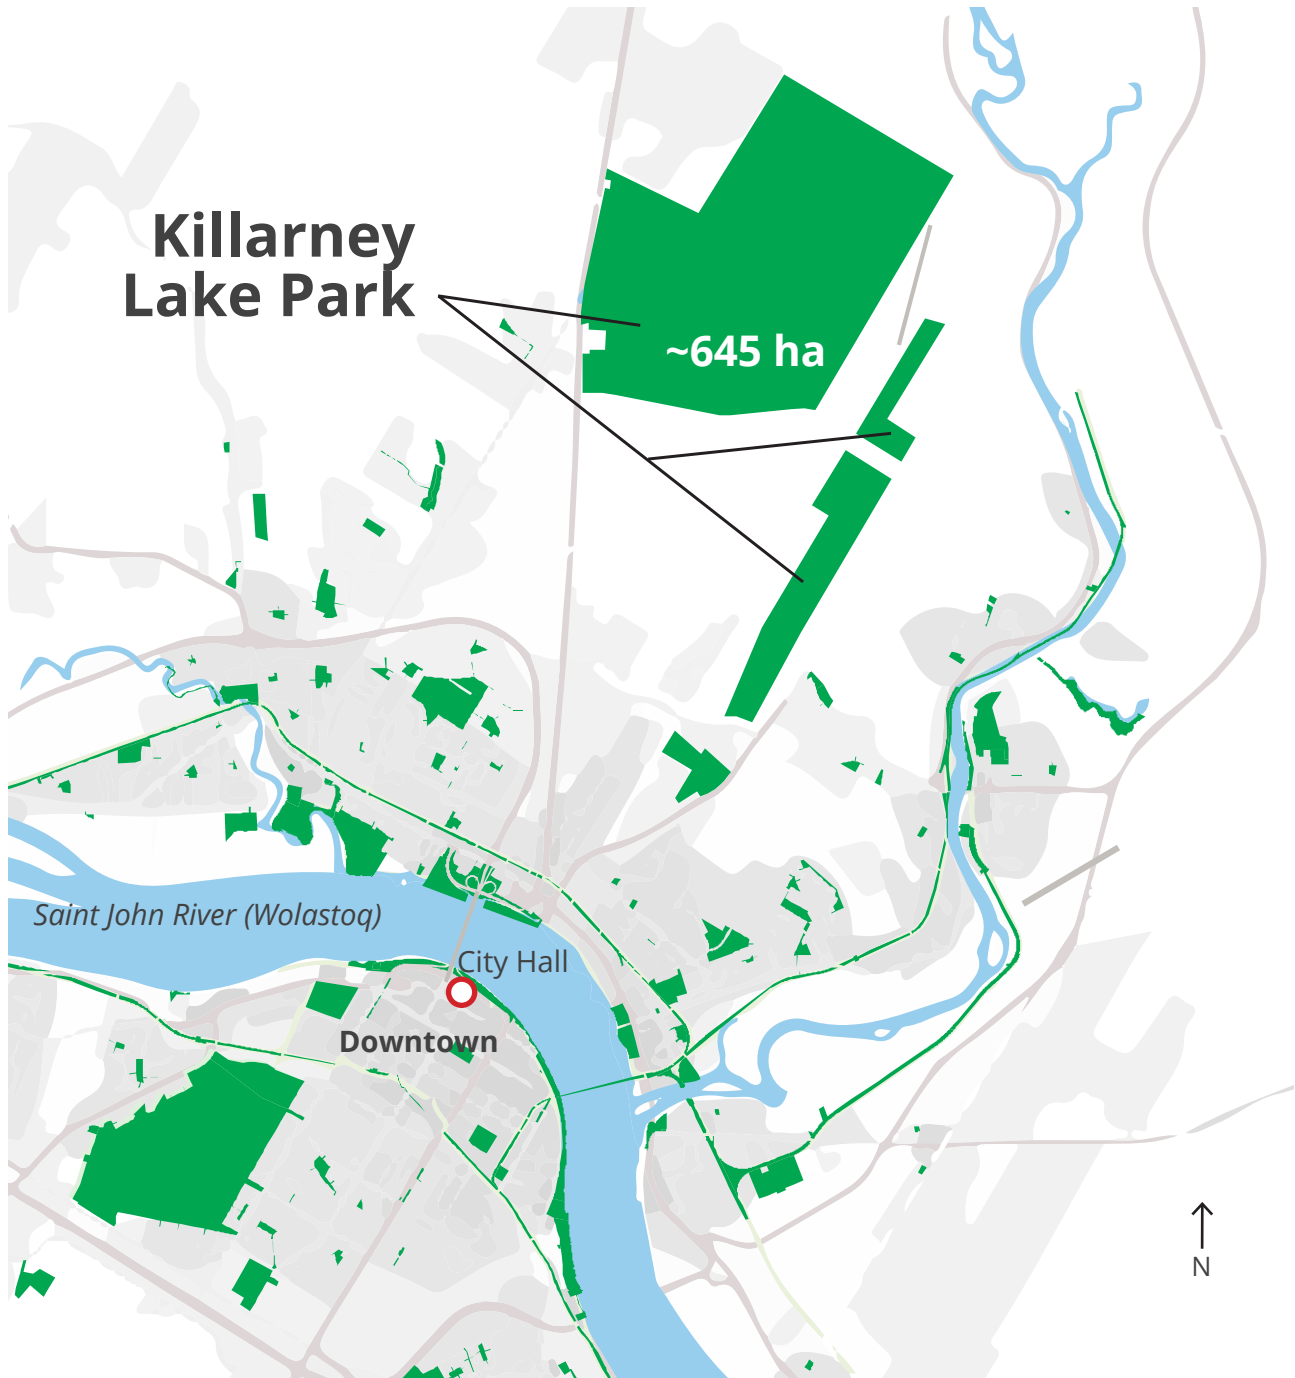 Killarney
Lake Park
~645 ha
Saint John River (Wolastoq)
City Hall
Downtown
N